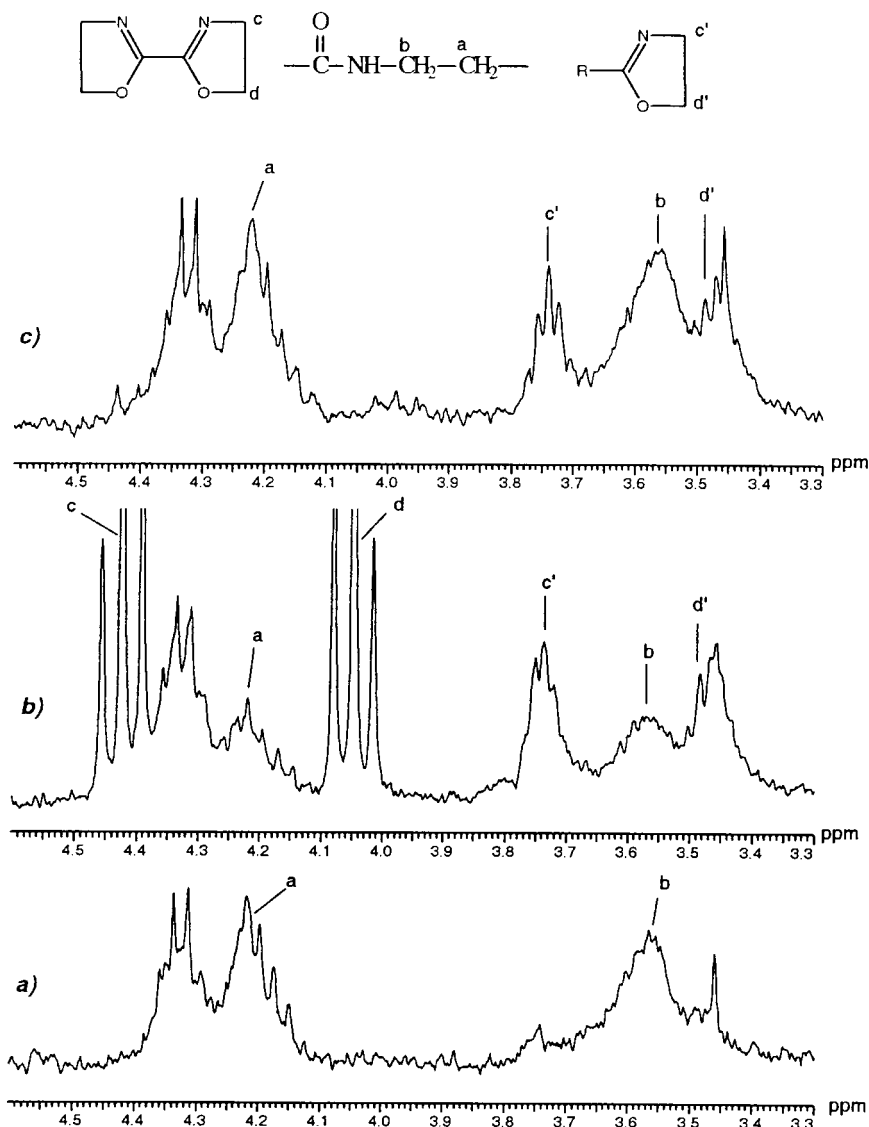 N N c
O O d
O
C NH CH2 CH2
b a
N c'
R O d'
a c' b d'
c)
4.5 4.4 4.3 4.2 4.1 4.0 3.9 3.8 3.7 3.6 3.5 3.4 3.3 ppm
c a d c' b d'
b)
4.5 4.4 4.3 4.2 4.1 4.0 3.9 3.8 3.7 3.6 3.5 3.4 3.3 ppm
a b
a)
4.5 4.4 4.3 4.2 4.1 4.0 3.9 3.8 3.7 3.6 3.5 3.4 3.3 ppm